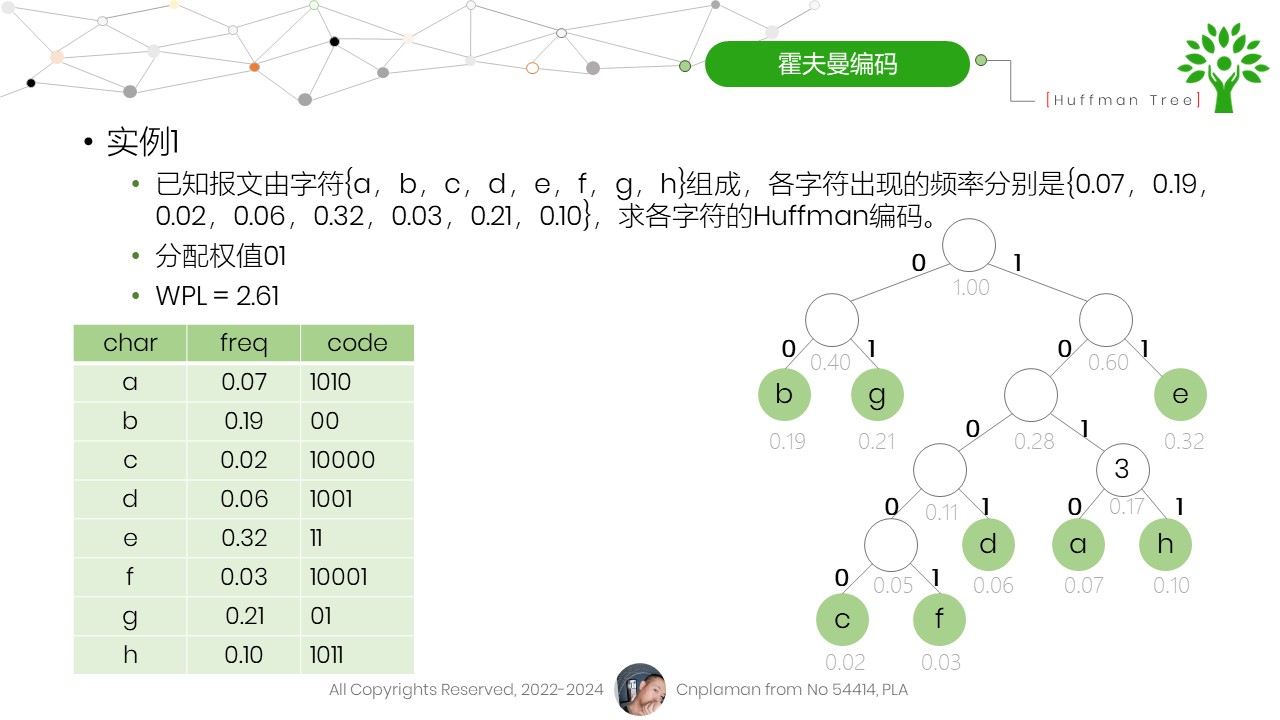 霍夫曼编码
[Huffman Tree]
• 实例1
• 已知报文由字符{a，b，c，d，e，f，g，h}组成，各字符出现的频率分别是{0.07，0.19，
0.02，0.06，0.32，0.03，0.21，0.10}，求各字符的Huffman编码。
• 分配权值01
• WPL = 2.61
char freq code
a 0.07 1010
b 0.19 00
c 0.02 10000
d 0.06 1001
e 0.32 11
f 0.03 10001
g 0.21 01
h 0.10 1011
0 1
1.00
0 1 0 1
0.40 0.60
b g e
0.19 0.21 0 0.28 1 0.32
3
0 0.11 1 0 0.17 1
d a h
0 0.05 1 0.06 0.07 0.10
c f
0.02 0.03
All Copyrights Reserved, 2022-2024 Cnplaman from No 54414, PLA